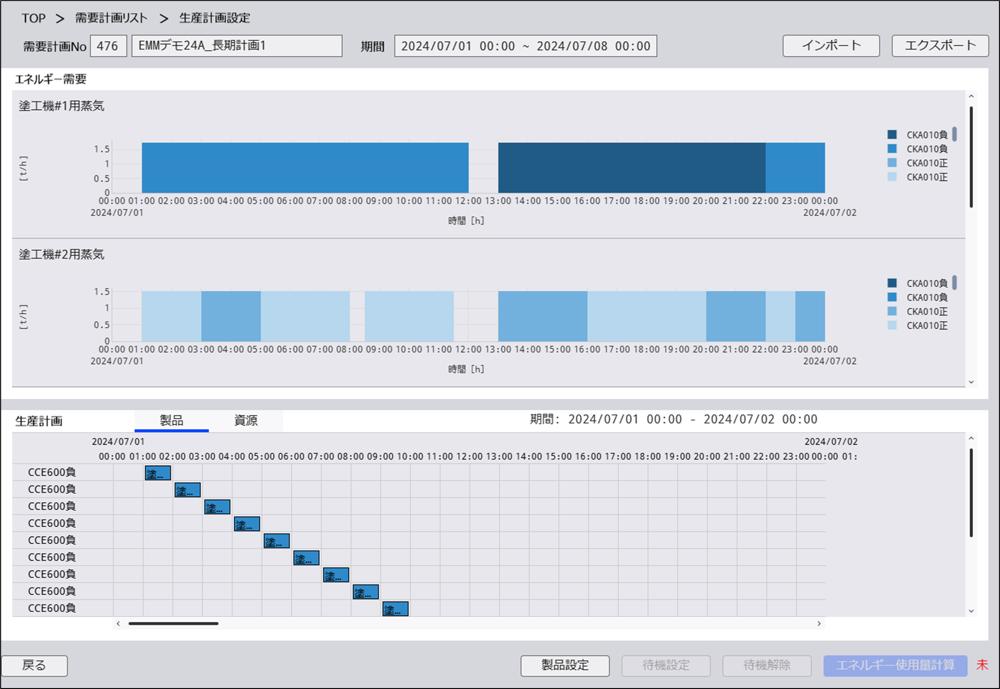 TOP > 需要計画リスト > 生産計画設定
需要計画No 476 EMMデモ24A_長期計画1 期間 2024/07/01 00:00 ~ 2024/07/08 00:00 インポート エクスポート
エネルギー需要
塗工機#1用蒸気
CKA010負
CKA010負
CKA010正
CKA010正
[t/h]
1.5
1
0.5
0
00:00 01:00 02:00 03:00 04:00 05:00 06:00 07:00 08:00 09:00 10:00 11:00 12:00 13:00 14:00 15:00 16:00 17:00 18:00 19:00 20:00 21:00 22:00 23:00 00:00
2024/07/01 2024/07/02
時間 [h]
塗工機#2用蒸気
CKA010負
CKA010負
CKA010正
CKA010正
[t/h]
1.5
1
0.5
0
00:00 01:00 02:00 03:00 04:00 05:00 06:00 07:00 08:00 09:00 10:00 11:00 12:00 13:00 14:00 15:00 16:00 17:00 18:00 19:00 20:00 21:00 22:00 23:00 00:00
2024/07/01 2024/07/02
時間 [h]
生産計画 製品 資源 期間: 2024/07/01 00:00 - 2024/07/02 00:00
2024/07/01 2024/07/02
00:00 01:00 02:00 03:00 04:00 05:00 06:00 07:00 08:00 09:00 10:00 11:00 12:00 13:00 14:00 15:00 16:00 17:00 18:00 19:00 20:00 21:00 22:00 23:00 00:00 01:
CCE600負 塗...
CCE600負 塗...
CCE600負 塗...
CCE600負 塗...
CCE600負 塗...
CCE600負 塗...
CCE600負 塗...
CCE600負 塗...
CCE600負 塗...
戻る 製品設定 待機設定 待機解除 エネルギー使用量計算 未